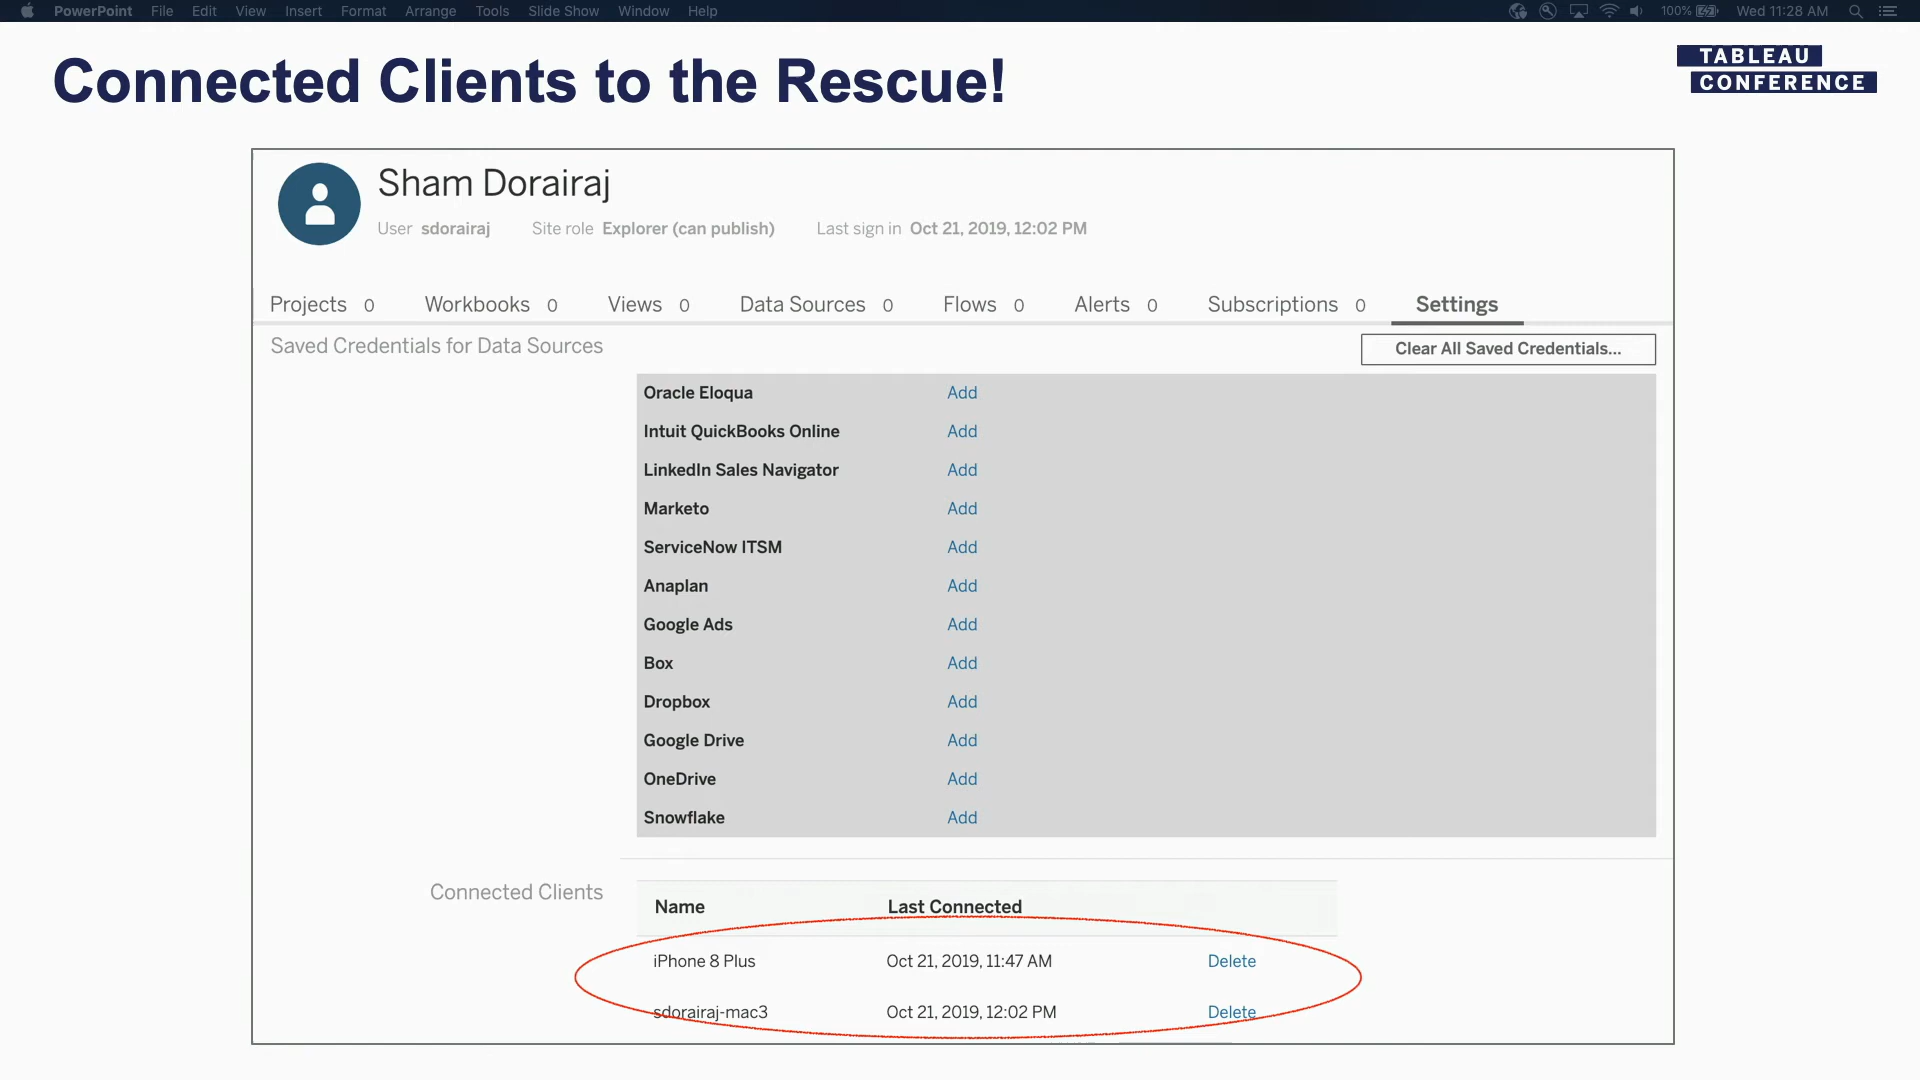 PowerPoint File Edit View Insert Format Arrange Tools Slide Show Window Help 100% Wed 11:28 AM
Connected Clients to the Rescue!
TABLEAU
CONFERENCE
Sham Dorairaj
User sdorairaj Site role Explorer (can publish) Last sign in Oct 21, 2019, 12:02 PM
Projects 0 Workbooks 0 Views 0 Data Sources 0 Flows 0 Alerts 0 Subscriptions 0 Settings
Saved Credentials for Data Sources Clear All Saved Credentials...
Oracle Eloqua Add
Intuit QuickBooks Online Add
LinkedIn Sales Navigator Add
Marketo Add
ServiceNow ITSM Add
Anaplan Add
Google Ads Add
Box Add
Dropbox Add
Google Drive Add
OneDrive Add
Snowflake Add
Connected Clients
Name Last Connected
iPhone 8 Plus Oct 21, 2019, 11:47 AM Delete
sdorairaj-mac3 Oct 21, 2019, 12:02 PM Delete